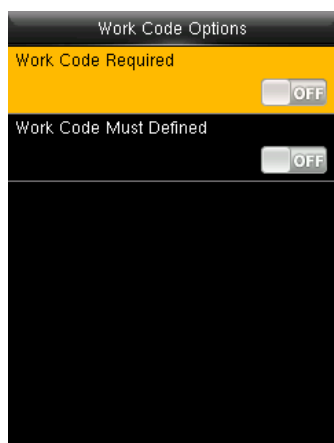 Work Code Options
Work Code Required
OFF
Work Code Must Defined
OFF